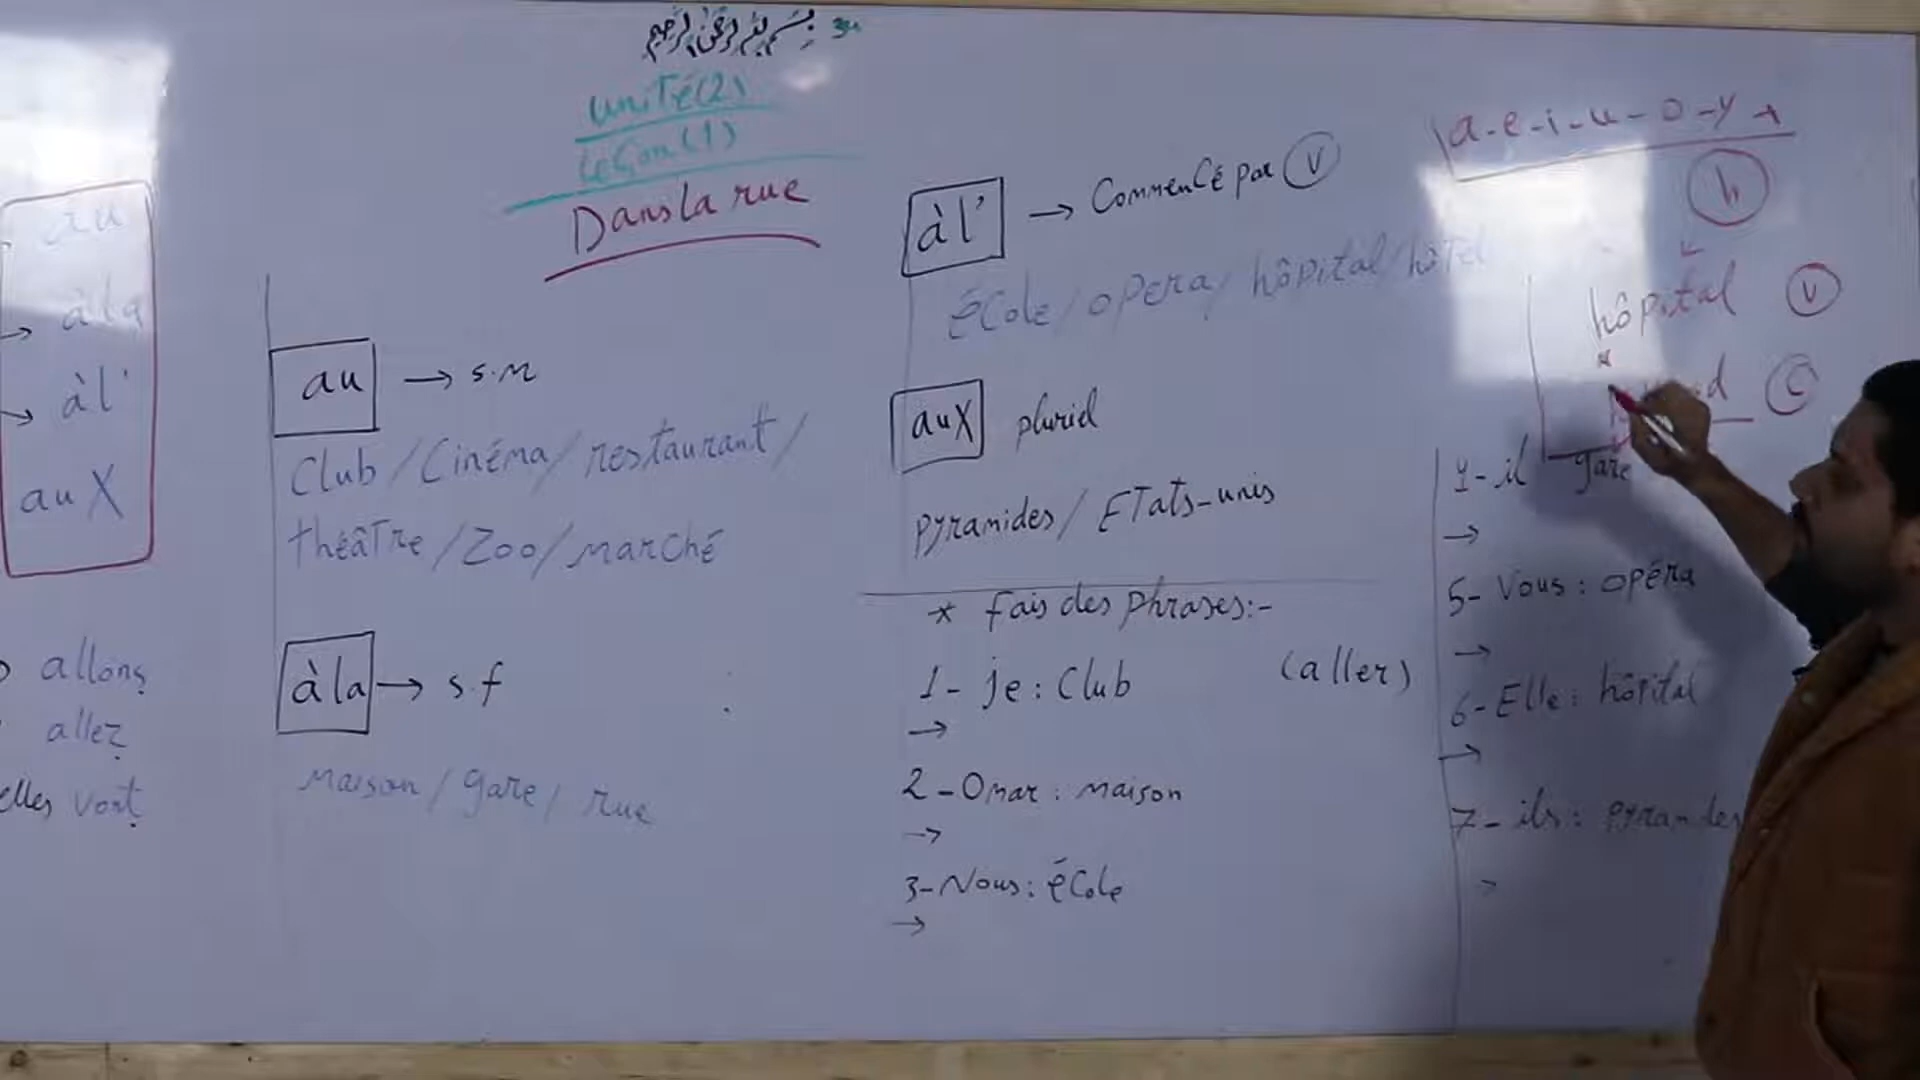 بسم الله الرحمن الرحيم
unité(2)
leçon(1)
Dans la rue
au
à la
à l'
auX
allons
allez
elles vont
au → s.m
Club / Cinéma / restaurant /
théâtre / Zoo / marché
à la → s.f
maison / gare / rue
à l' → Commencé par V
école / opera / hôpital / hôtel
auX pluriel
pyramides / Etats-unis
* fais des phrases:-
1- je : Club (aller)
→
2- Omar : maison
→
3- Nous : école
→
a-e-i-u-o-y
h
hôpital V
C
il gare
→
5- Vous : opéra
→
6- Elle : hôpital
→
7- ils : pyramides